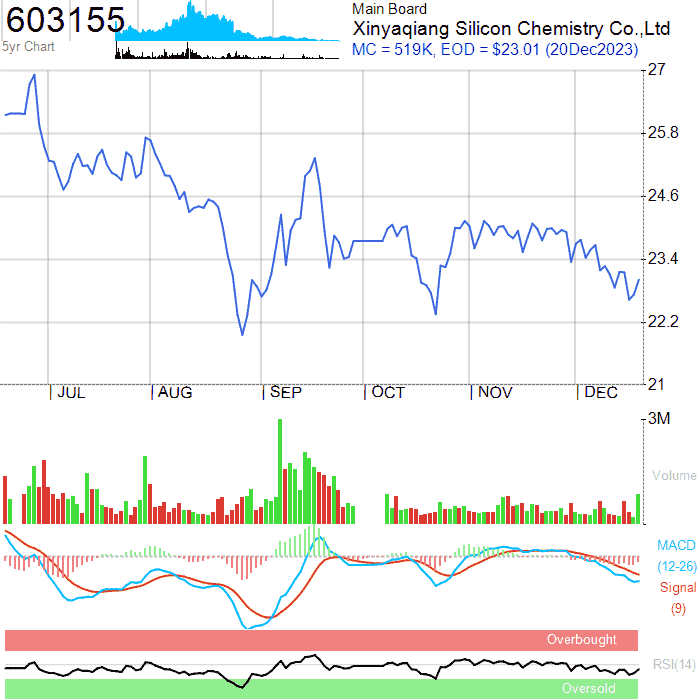 603155
5yr Chart
Main Board
Xinyaqiang Silicon Chemistry Co.,Ltd
MC = 519K, EOD = $23.01 (20Dec2023)
27
25.8
24.6
23.4
22.2
21
JUL
AUG
SEP
OCT
NOV
DEC
3M
Volume
MACD
(12-26)
Signal
(9)
Overbought
RSI(14)
Oversold